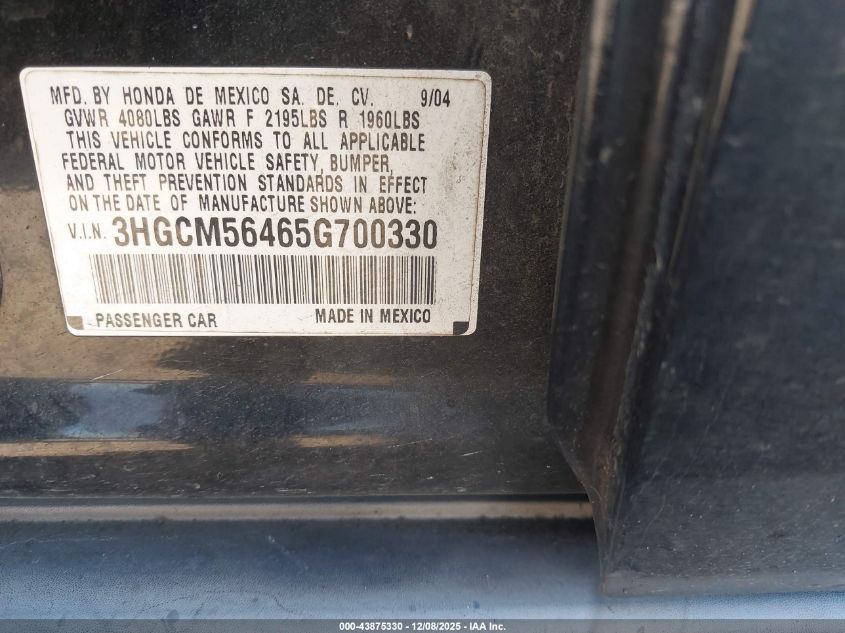 MFD. BY HONDA DE MEXICO SA. DE. CV. 9/04
GVWR 4080LBS GAWR F 2195LBS R 1960LBS
THIS VEHICLE CONFORMS TO ALL APPLICABLE
FEDERAL MOTOR VEHICLE SAFETY, BUMPER,
AND THEFT PREVENTION STANDARDS IN EFFECT
ON THE DATE OF MANUFACTURE SHOWN ABOVE:
V.I.N. 3HGCM56465G700330
PASSENGER CAR MADE IN MEXICO
000-43875330 - 12/08/2025 - IAA Inc.